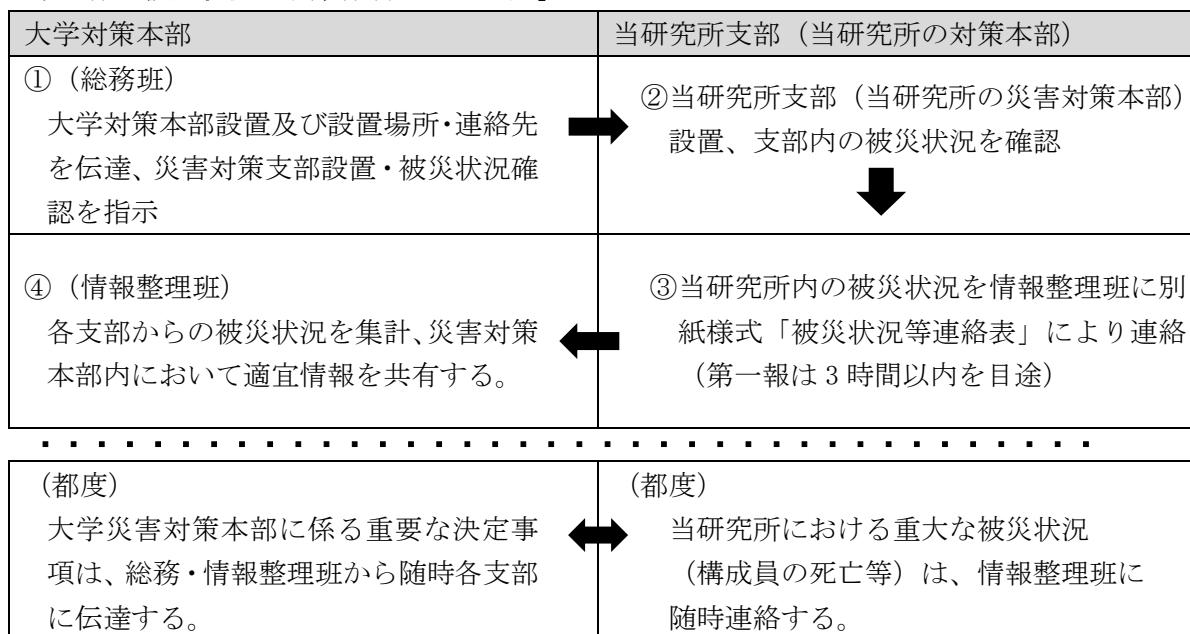 大学対策本部
当研究所支部（当研究所の対策本部）
①（総務班）
大学対策本部設置及び設置場所・連絡先
を伝達、災害対策支部設置・被災状況確
認を指示
②当研究所支部（当研究所の災害対策本部）
設置、支部内の被災状況を確認
④（情報整理班）
各支部からの被災状況を集計、災害対策
本部内において適宜情報を共有する。
③当研究所内の被災状況を情報整理班に別
紙様式「被災状況等連絡表」により連絡
（第一報は3時間以内を目途）
（都度）
大学災害対策本部に係る重要な決定事
項は、総務・情報整理班から随時各支部
に伝達する。
（都度）
当研究所における重大な被災状況
（構成員の死亡等）は、情報整理班に
随時連絡する。